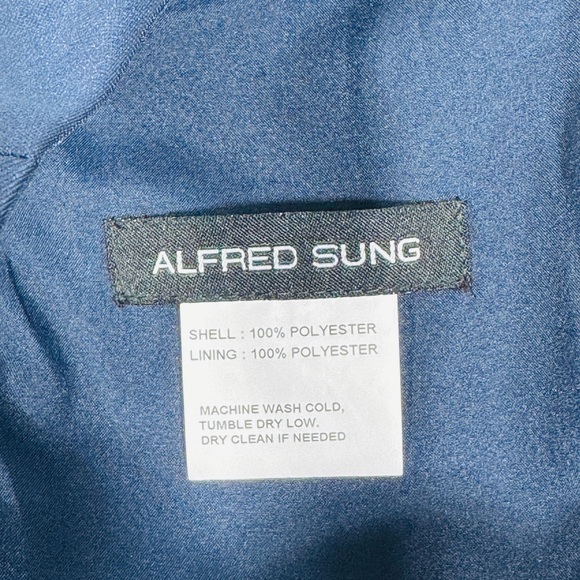 ALFRED SUNG
SHELL : 100% POLYESTER
LINING : 100% POLYESTER
MACHINE WASH COLD,
TUMBLE DRY LOW.
DRY CLEAN IF NEEDED